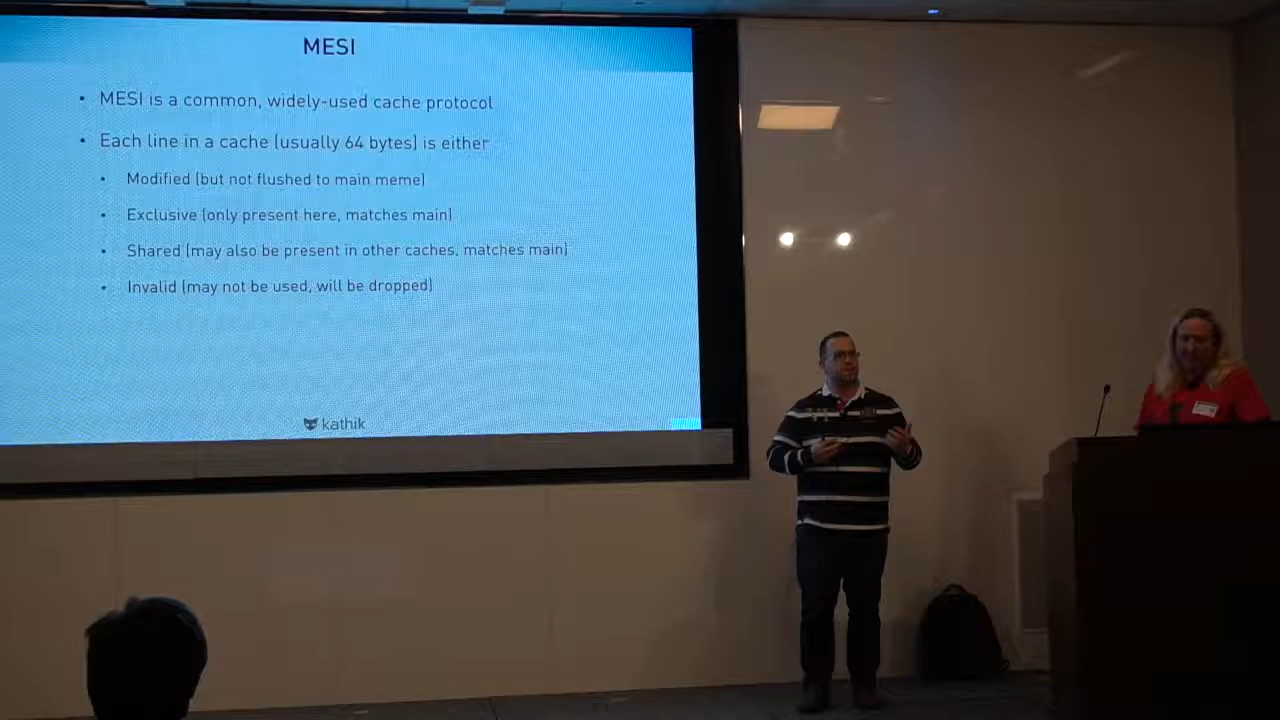 MESI
• MESI is a common, widely-used cache protocol
• Each line in a cache (usually 64 bytes) is either
• Modified (but not flushed to main meme)
• Exclusive (only present here, matches main)
• Shared (may also be present in other caches, matches main)
• Invalid (may not be used, will be dropped)
kathik